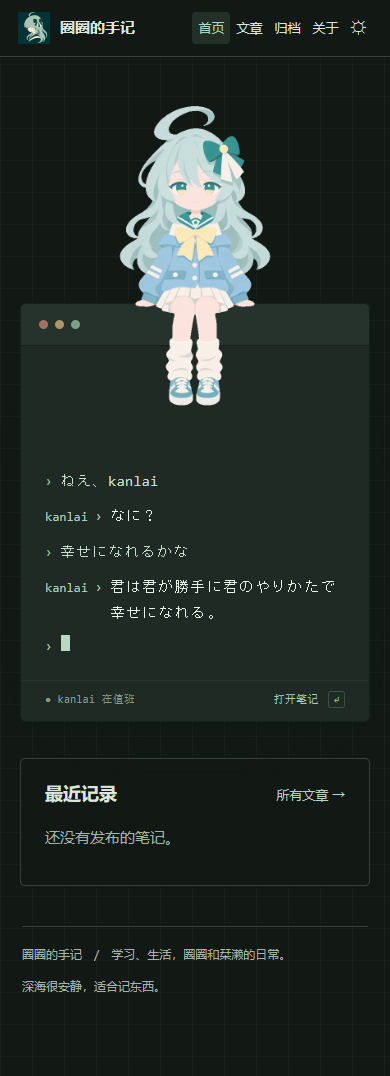 圈圈的手记
首页 文章 归档 关于
› ねえ、kanlai
kanlai › なに？
› 幸せになれるかな
kanlai › 君は君が勝手に君のやりかたで
幸せになれる。
›
kanlai 在值班 打开笔记
最近记录 所有文章 →
还没有发布的笔记。
圈圈的手记 / 学习、生活，圈圈和栞濑的日常。
深海很安静，适合记东西。